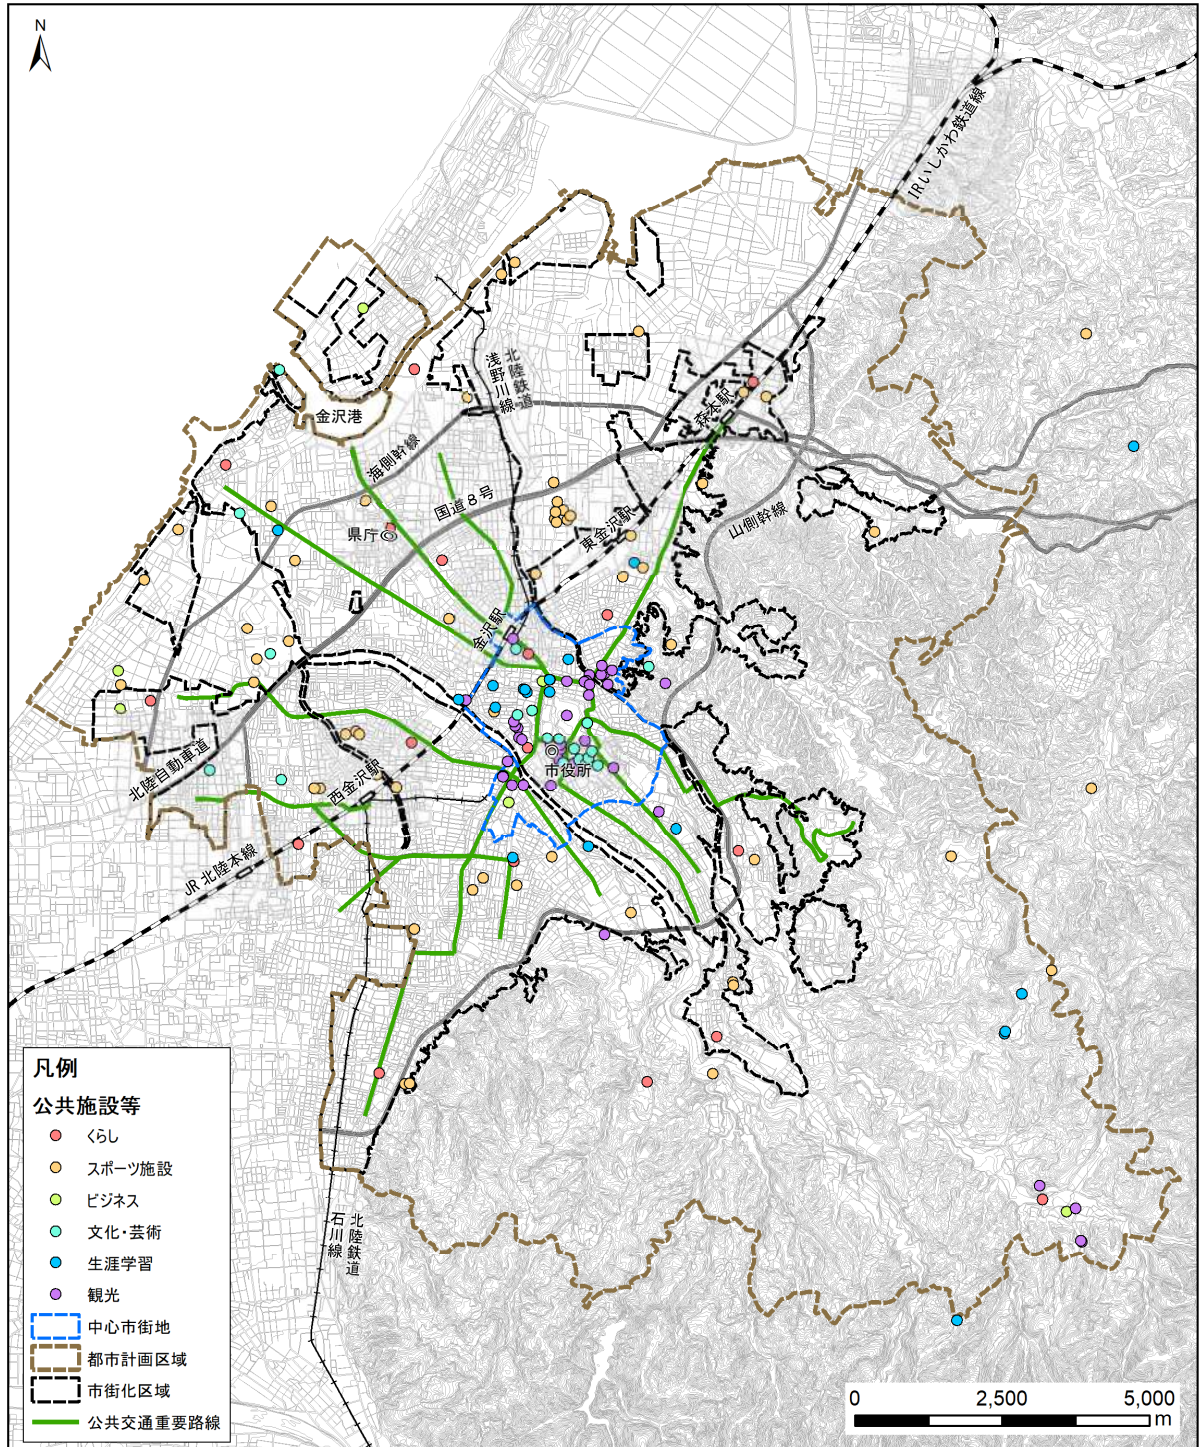 N
IRいしかわ鉄道線
北陸鉄道
浅野川線
金沢港
海側幹線
森本駅
国道8号
県庁
東金沢駅
山側幹線
金沢駅
市役所
北陸自動車道
西金沢駅
JR北陸本線
北陸鉄道
石川線
凡例
公共施設等
くらし
スポーツ施設
ビジネス
文化・芸術
生涯学習
観光
中心市街地
都市計画区域
市街化区域
公共交通重要路線
0 2,500 5,000
m